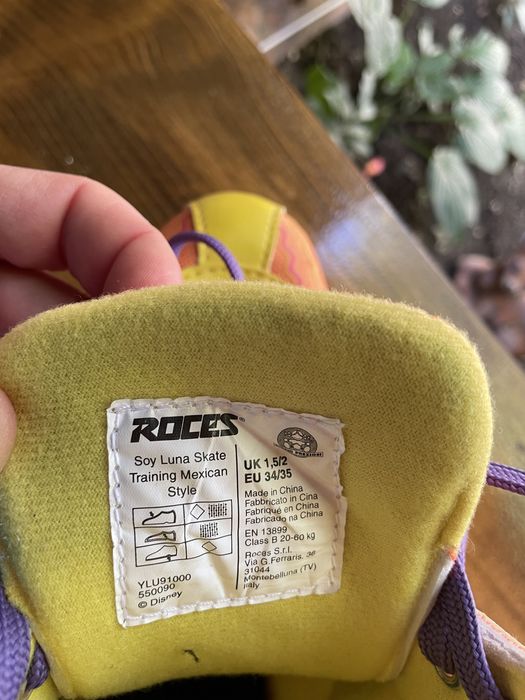 ROCES
Soy Luna Skate
Training Mexican
Style
YLU91000
550090
© Disney
UK 1,5/2
EU 34/35
Made in China
Fabbricato in Cina
Fabriqué en China
Fabricado na China
EN 13899
Class B 20-60 kg
Roces S.r.l.
Via G.Ferraris, 36
31044
Montebelluna (TV)
Italy